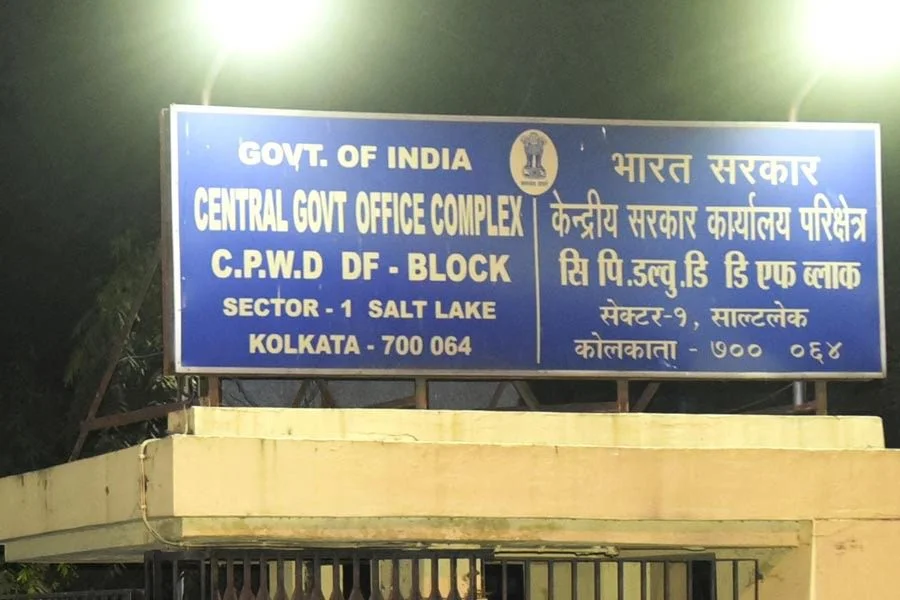 GOVT. OF INDIA
CENTRAL GOVT OFFICE COMPLEX
C.P.W.D DF - BLOCK
SECTOR - 1 SALT LAKE
KOLKATA - 700 064
भारत सरकार
केन्द्रीय सरकार कार्यालय परिक्षेत्र
सि पि.डल्वु.डि डि एफ ब्लाक
सेक्टर-१, साल्टलेक
कोलकाता - ७०० ०६४